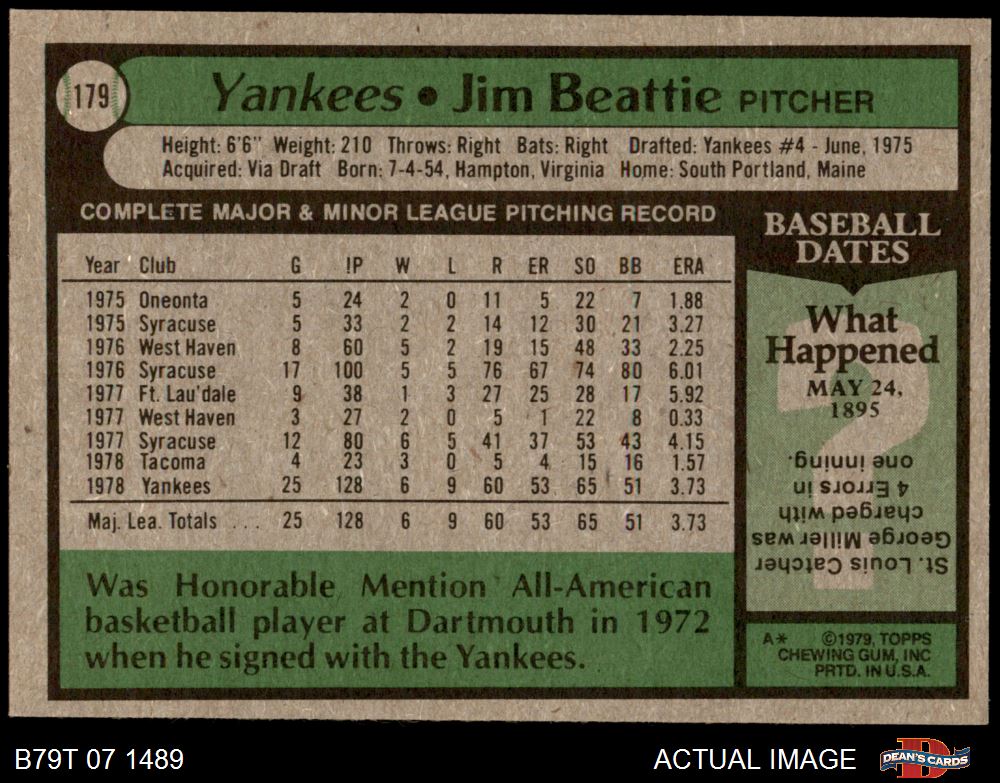 179
Yankees • Jim Beattie PITCHER
Height: 6'6" Weight: 210 Throws: Right Bats: Right Drafted: Yankees #4 - June, 1975
Acquired: Via Draft Born: 7-4-54, Hampton, Virginia Home: South Portland, Maine
COMPLETE MAJOR & MINOR LEAGUE PITCHING RECORD
Year Club G IP W L R ER SO BB ERA
1975 Oneonta 5 24 2 0 11 5 22 7 1.88
1975 Syracuse 5 33 2 2 14 12 30 21 3.27
1976 West Haven 8 60 5 2 19 15 48 33 2.25
1976 Syracuse 17 100 5 5 76 67 74 80 6.01
1977 Ft. Lau'dale 9 38 1 3 27 25 28 17 5.92
1977 West Haven 3 27 2 0 5 1 22 8 0.33
1977 Syracuse 12 80 6 5 41 37 53 43 4.15
1978 Tacoma 4 23 3 0 5 4 15 16 1.57
1978 Yankees 25 128 6 9 60 53 65 51 3.73
Maj. Lea. Totals ... 25 128 6 9 60 53 65 51 3.73
Was Honorable Mention All-American
basketball player at Dartmouth in 1972
when he signed with the Yankees.
BASEBALL
DATES
What
Happened
MAY 24,
1895
?
St. Louis Catcher
George Miller was
charged with
4 Errors in
one inning.
A* ©1979, TOPPS
CHEWING GUM, INC
PRTD. IN U.S.A.
B79T 07 1489
ACTUAL IMAGE
D
DEAN'S CARDS